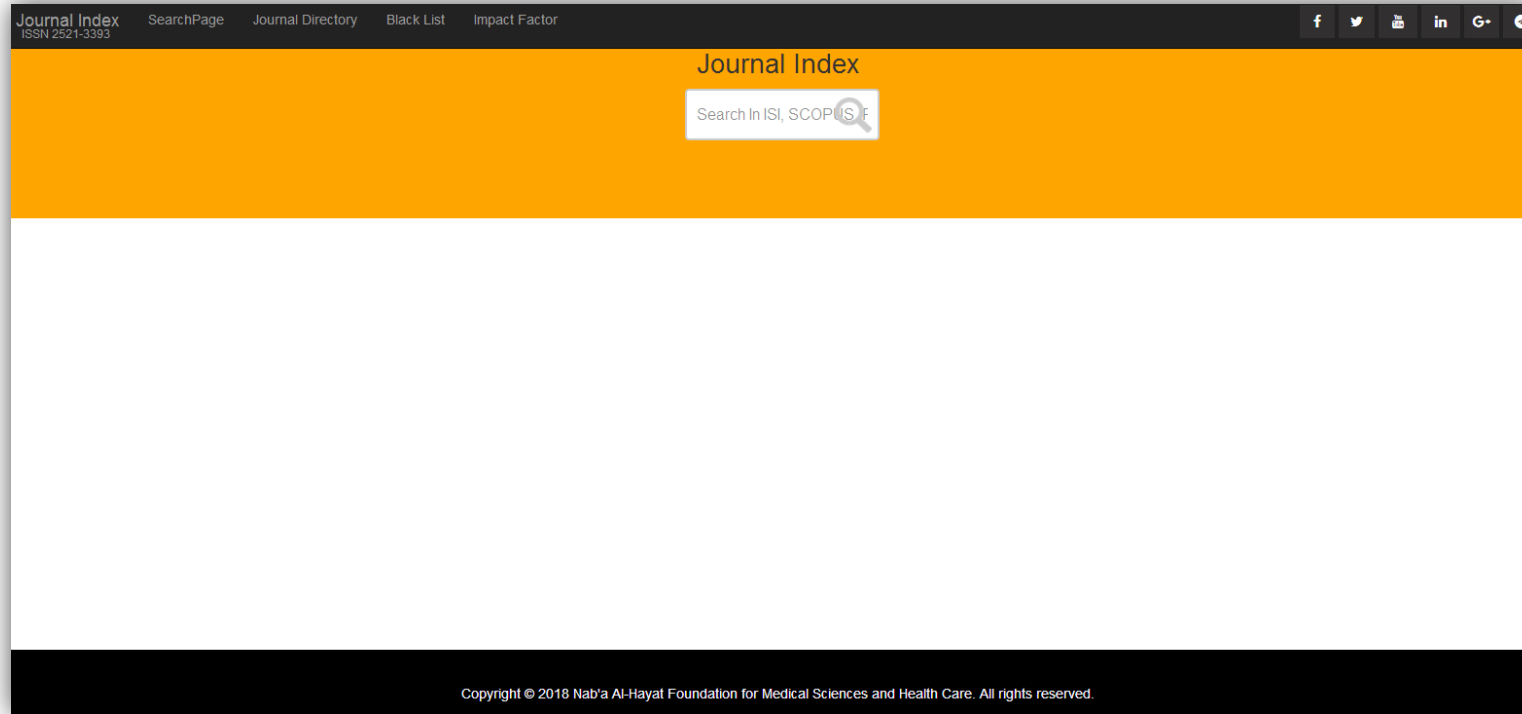 Journal Index SearchPage Journal Directory Black List Impact Factor
ISSN 2521-3393
Journal Index
Search In ISI, SCOPUS,
Copyright © 2018 Nab'a Al-Hayat Foundation for Medical Sciences and Health Care. All rights reserved.